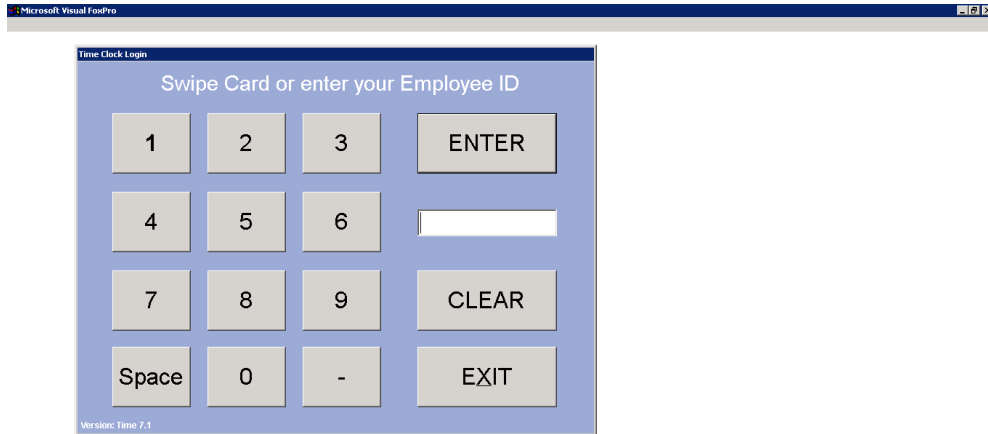 Microsoft Visual FoxPro
Time Clock Login
Swipe Card or enter your Employee ID
1 2 3 ENTER
4 5 6
7 8 9 CLEAR
Space 0 - EXIT
Version: Time 7.1